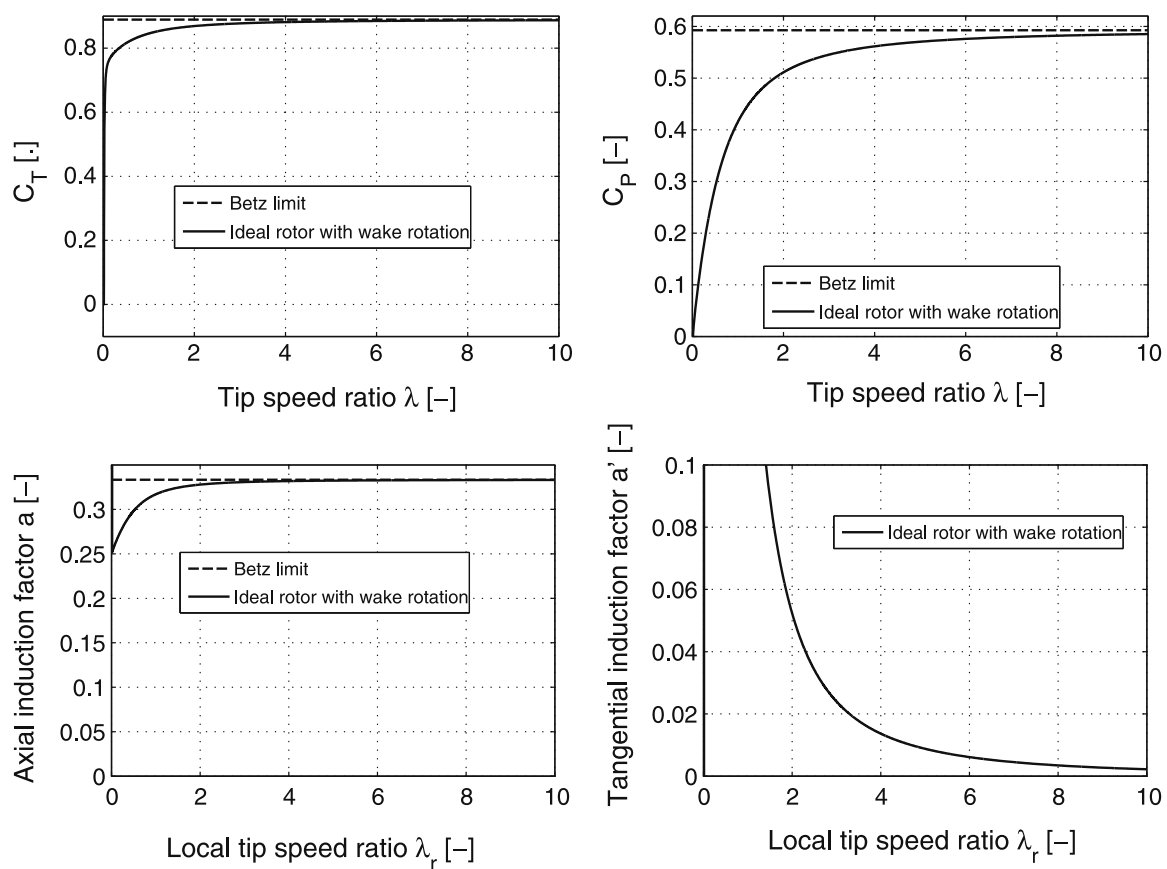 0.8
0.6
0.4
0.2
0
C_T [.]
Betz limit
Ideal rotor with wake rotation
0 2 4 6 8 10
Tip speed ratio λ [–]
0.6
0.5
0.4
0.3
0.2
0.1
0
C_P [–]
Betz limit
Ideal rotor with wake rotation
0 2 4 6 8 10
Tip speed ratio λ [–]
0.3
0.25
0.2
0.15
0.1
0.05
0
Axial induction factor a [–]
Betz limit
Ideal rotor with wake rotation
0 2 4 6 8 10
Local tip speed ratio λ_r [–]
0.1
0.08
0.06
0.04
0.02
0
Tangential induction factor a' [–]
Ideal rotor with wake rotation
0 2 4 6 8 10
Local tip speed ratio λ_r [–]